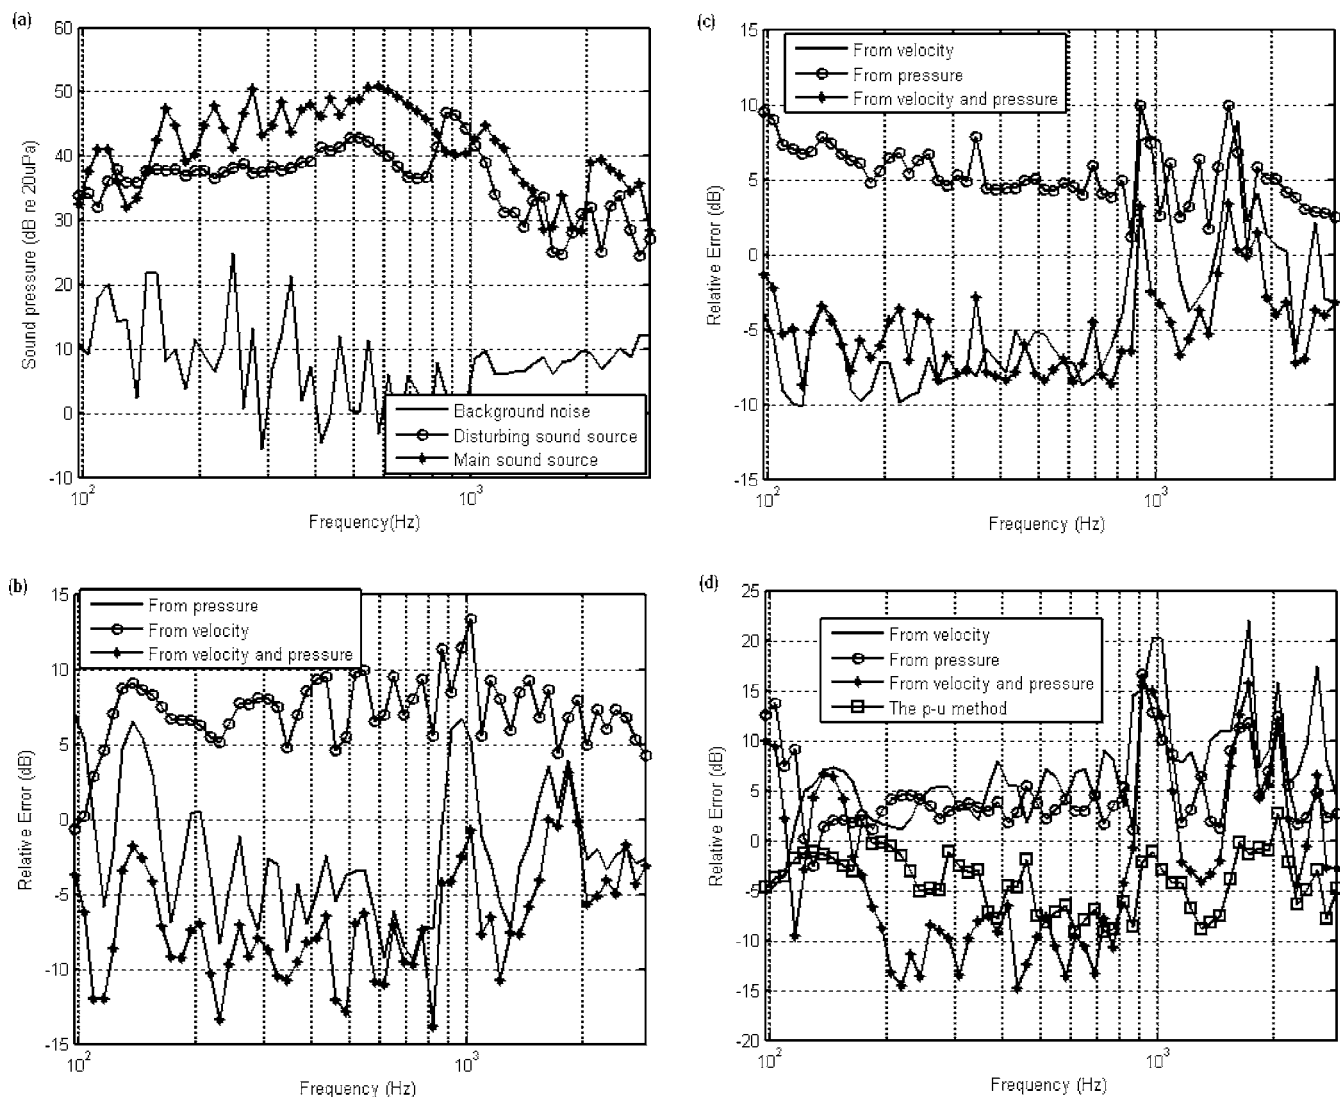 (a)
60
50
40
30
20
10
0
-10
Sound pressure (dB re 20uPa)
Background noise
Disturbing sound source
Main sound source
10^2
10^3
Frequency(Hz)
(c)
15
10
5
0
-5
-10
-15
Relative Error (dB)
From velocity
From pressure
From velocity and pressure
10^2
10^3
Frequency (Hz)
(b)
15
10
5
0
-5
-10
-15
Relative Error (dB)
From pressure
From velocity
From velocity and pressure
10^2
10^3
Frequency (Hz)
(d)
25
20
15
10
5
0
-5
-10
-15
-20
Relative Error (dB)
From velocity
From pressure
From velocity and pressure
The p-u method
10^2
10^3
Frequency (Hz)